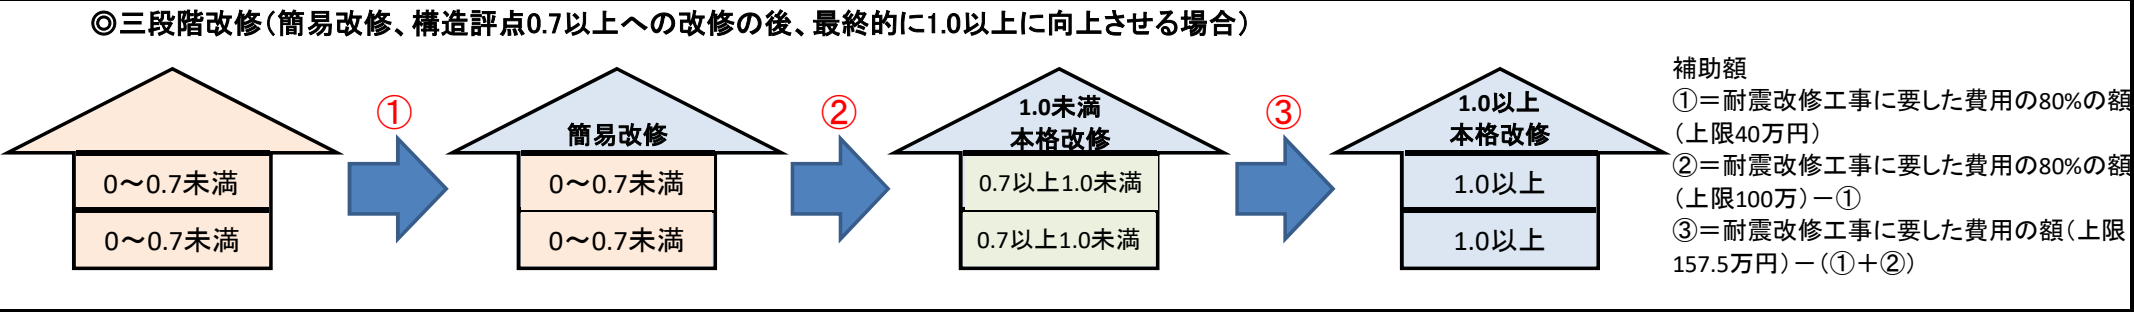 ◎三段階改修（簡易改修、構造評点0.7以上への改修の後、最終的に1.0以上に向上させる場合）
0～0.7未満
0～0.7未満
①
簡易改修
0～0.7未満
0～0.7未満
②
1.0未満
本格改修
0.7以上1.0未満
0.7以上1.0未満
③
1.0以上
本格改修
1.0以上
1.0以上
補助額
①＝耐震改修工事に要した費用の80%の額
（上限40万円）
②＝耐震改修工事に要した費用の80%の額
（上限100万）－①
③＝耐震改修工事に要した費用の額（上限
157.5万円）－（①＋②）